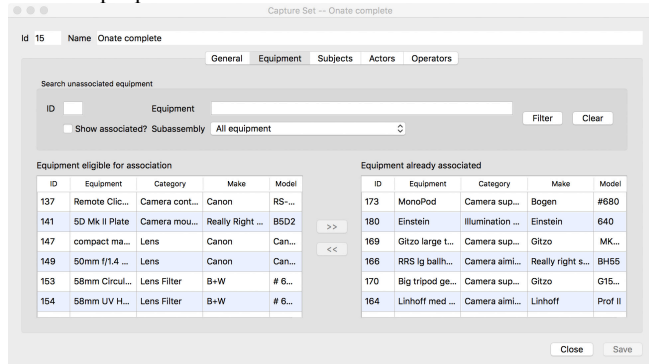 Capture Set -- Onate complete
Id 15 Name Onate complete
General Equipment Subjects Actors Operators
Search unassociated equipment
ID Equipment
Filter Clear
Show associated? Subassembly All equipment
Equipment eligible for association
ID Equipment Category Make Model
137 Remote Clic... Camera cont... Canon RS-...
141 5D Mk II Plate Camera mou... Really Right ... B5D2
147 compact ma... Lens Canon Can...
149 50mm f/1.4 ... Lens Canon Can...
153 58mm Circul... Lens Filter B+W # 6...
154 58mm UV H... Lens Filter B+W # 6...
>>
<<
Equipment already associated
ID Equipment Category Make Model
173 MonoPod Camera sup... Bogen #680
180 Einstein Illumination ... Einstein 640
169 Gitzo large t... Camera sup... Gitzo MK...
166 RRS lg ballh... Camera aimi... Really right s... BH55
170 Big tripod ge... Camera sup... Gitzo G15...
164 Linhoff med ... Camera aimi... Linhoff Prof II
Close Save